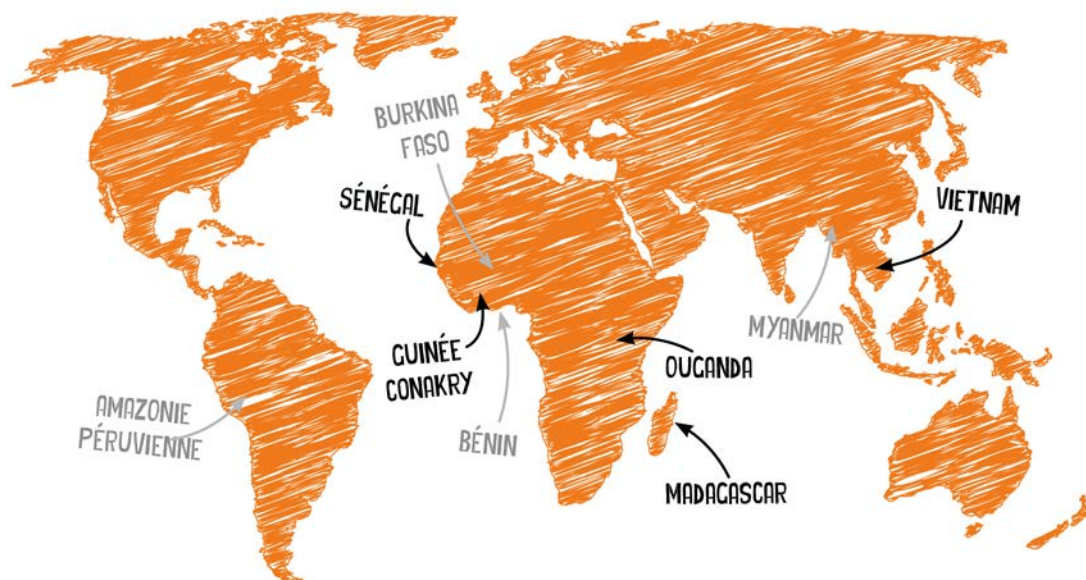 BURKINA
FASO
SÉNÉGAL
VIETNAM
MYANMAR
GUINÉE
CONAKRY
OUGANDA
AMAZONIE
PÉRUVIENNE
BÉNIN
MADAGASCAR